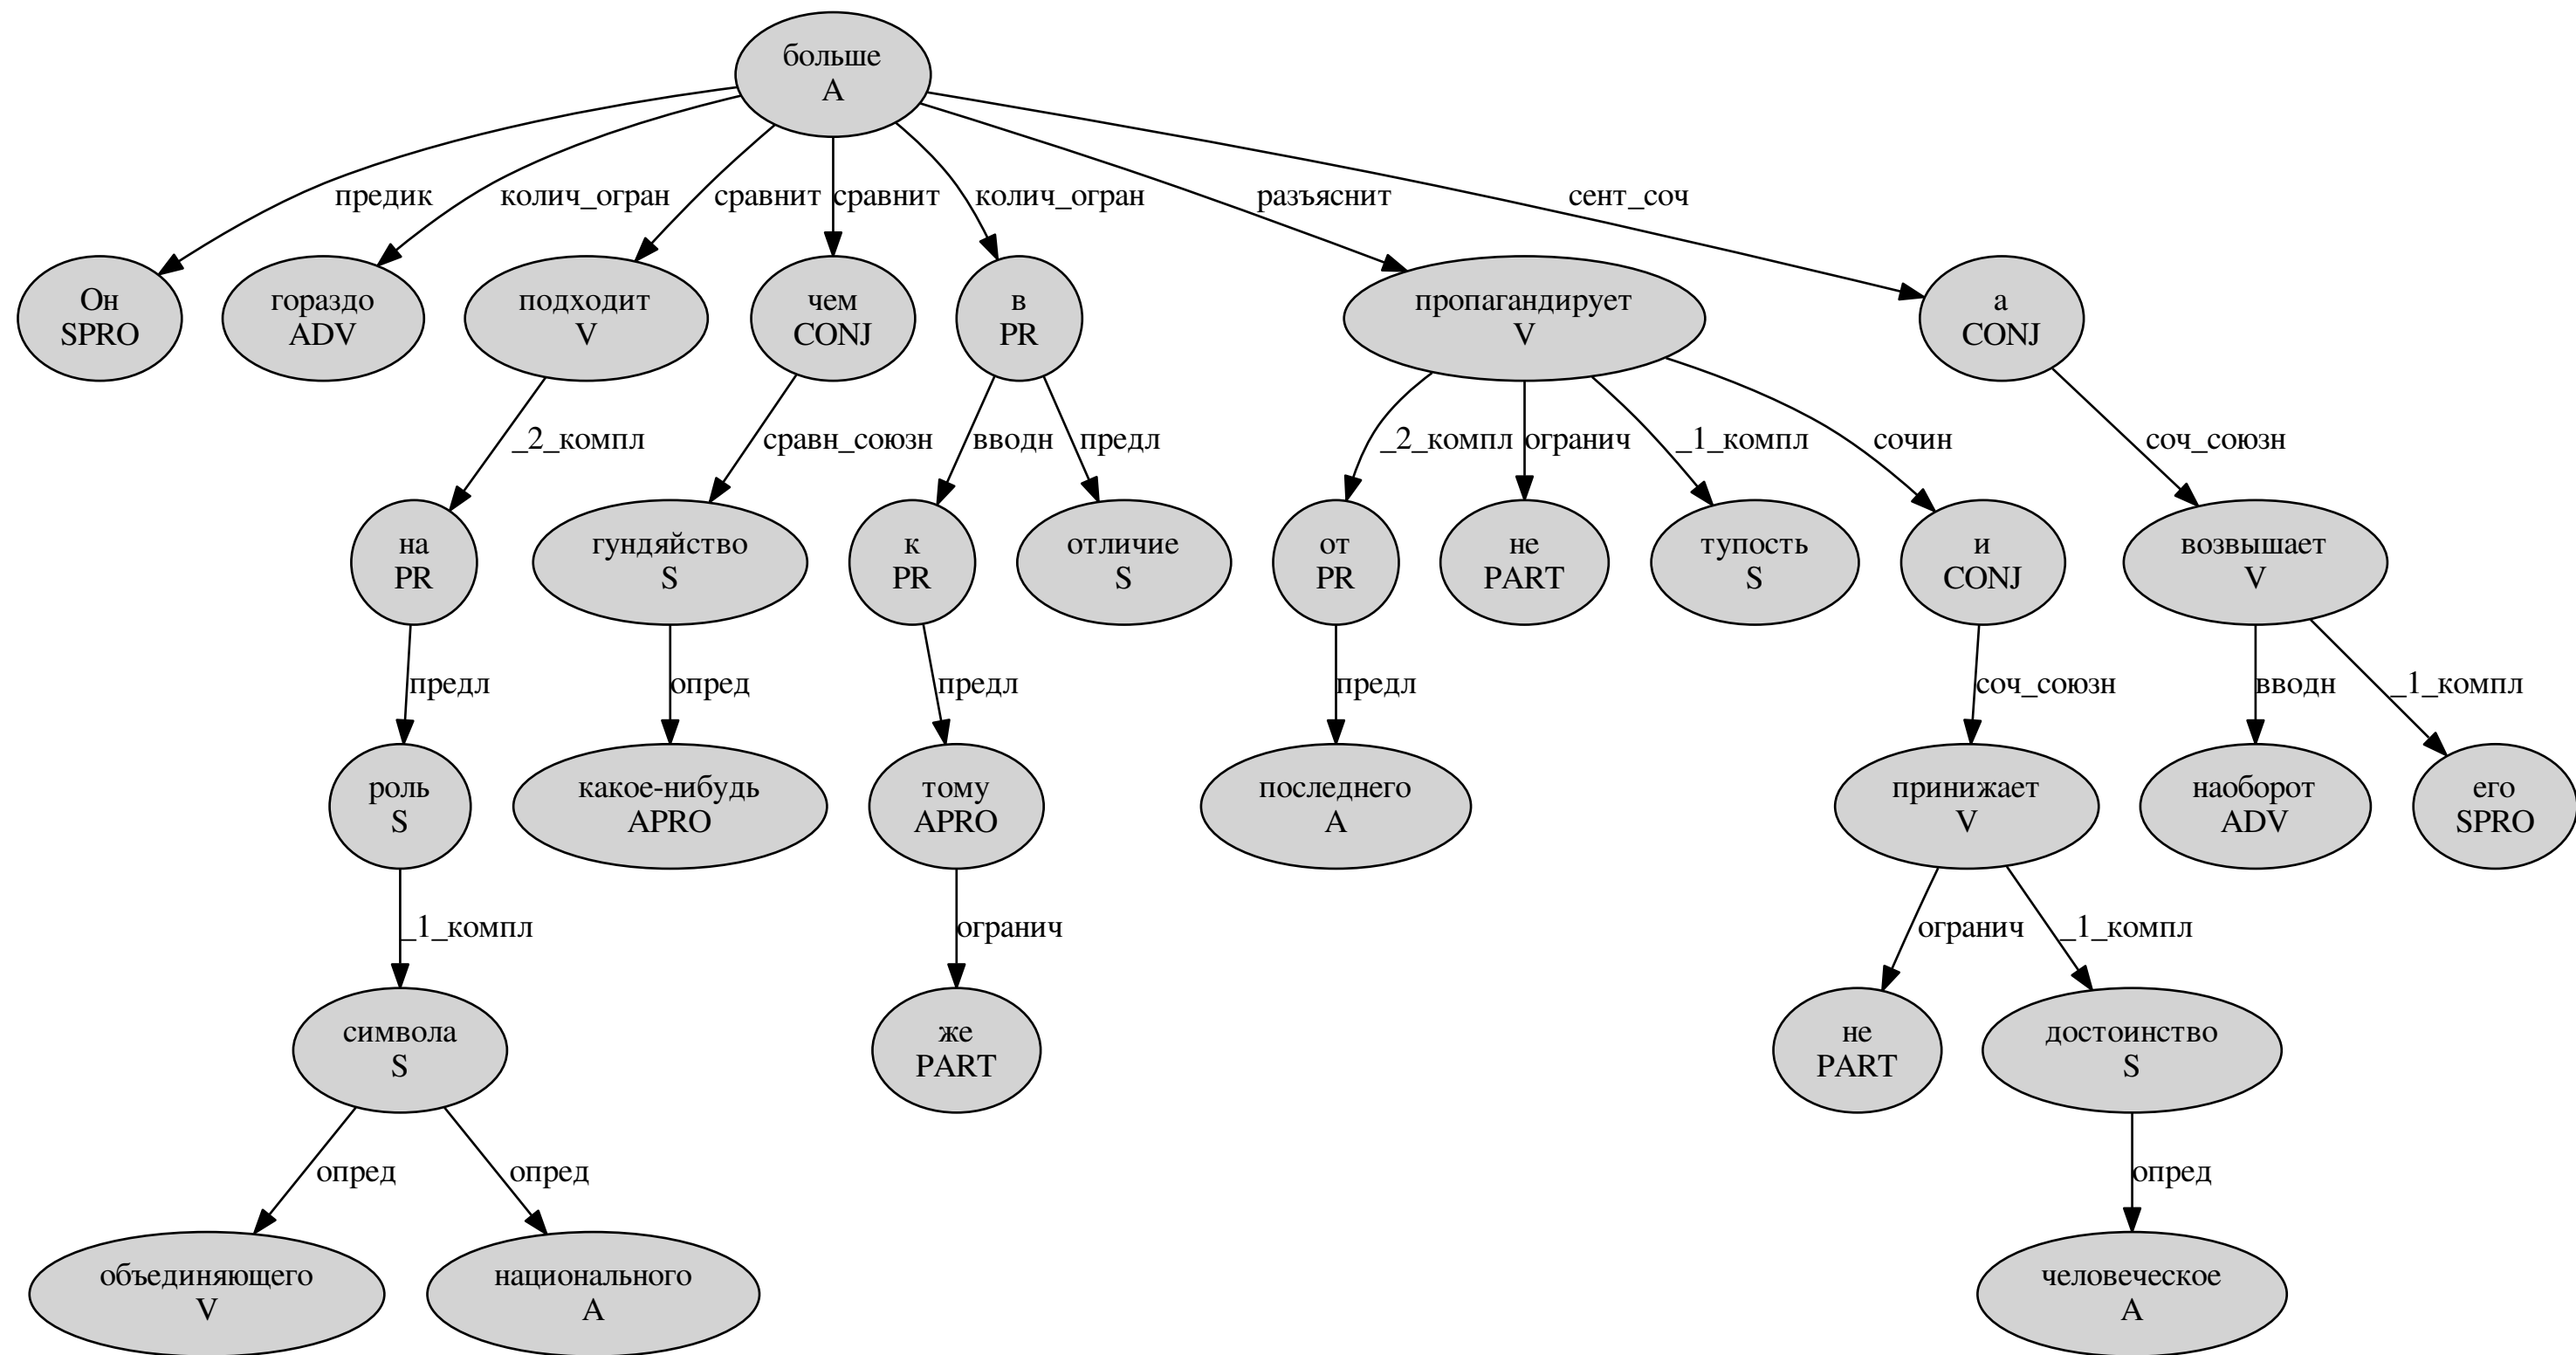 больше
A
предик
колич_огран
сравнит
сравнит
колич_огран
разъяснит
сент_соч
Он
SPRO
гораздо
ADV
подходит
V
чем
CONJ
в
PR
пропагандирует
V
а
CONJ
_2_компл
сравн_союзн
вводн
предл
_2_компл
огранич
_1_компл
сочин
соч_союзн
на
PR
гундяйство
S
к
PR
отличие
S
от
PR
не
PART
тупость
S
и
CONJ
возвышает
V
предл
опред
предл
предл
соч_союзн
вводн
_1_компл
роль
S
какое-нибудь
APRO
тому
APRO
последнего
A
принижает
V
наоборот
ADV
его
SPRO
_1_компл
огранич
огранич
_1_компл
символа
S
же
PART
не
PART
достоинство
S
опред
опред
опред
объединяющего
V
национального
A
человеческое
A